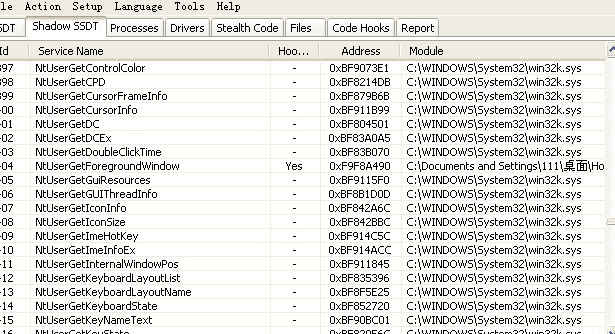 le Action Setup Language Tools Help
SDT Shadow SSDT Processes Drivers Stealth Code Files Code Hooks Report
Id Service Name Hoo... Address Module
397 NtUserGetControlColor - 0xBF9073E1 C:\WINDOWS\System32\win32k.sys
398 NtUserGetCPD - 0xBF8214DB C:\WINDOWS\System32\win32k.sys
399 NtUserGetCursorFrameInfo - 0xBF879B6B C:\WINDOWS\System32\win32k.sys
-00 NtUserGetCursorInfo - 0xBF911B99 C:\WINDOWS\System32\win32k.sys
-01 NtUserGetDC - 0xBF804501 C:\WINDOWS\System32\win32k.sys
-02 NtUserGetDCEx - 0xBF83A0A5 C:\WINDOWS\System32\win32k.sys
-03 NtUserGetDoubleClickTime - 0xBF83B070 C:\WINDOWS\System32\win32k.sys
-04 NtUserGetForegroundWindow Yes 0xF9F8A490 C:\Documents and Settings\111\桌面\Ho
-05 NtUserGetGuiResources - 0xBF9115F0 C:\WINDOWS\System32\win32k.sys
-06 NtUserGetGUIThreadInfo - 0xBF8B1D0D C:\WINDOWS\System32\win32k.sys
-07 NtUserGetIconInfo - 0xBF842A6C C:\WINDOWS\System32\win32k.sys
-08 NtUserGetIconSize - 0xBF842BBC C:\WINDOWS\System32\win32k.sys
-09 NtUserGetImeHotKey - 0xBF914C5C C:\WINDOWS\System32\win32k.sys
-10 NtUserGetImeInfoEx - 0xBF914ACC C:\WINDOWS\System32\win32k.sys
-11 NtUserGetInternalWindowPos - 0xBF911845 C:\WINDOWS\System32\win32k.sys
-12 NtUserGetKeyboardLayoutList - 0xBF835396 C:\WINDOWS\System32\win32k.sys
-13 NtUserGetKeyboardLayoutName - 0xBF8F5E25 C:\WINDOWS\System32\win32k.sys
-14 NtUserGetKeyboardState - 0xBF852720 C:\WINDOWS\System32\win32k.sys
-15 NtUserGetKeyNameText - 0xBF90BC01 C:\WINDOWS\System32\win32k.sys